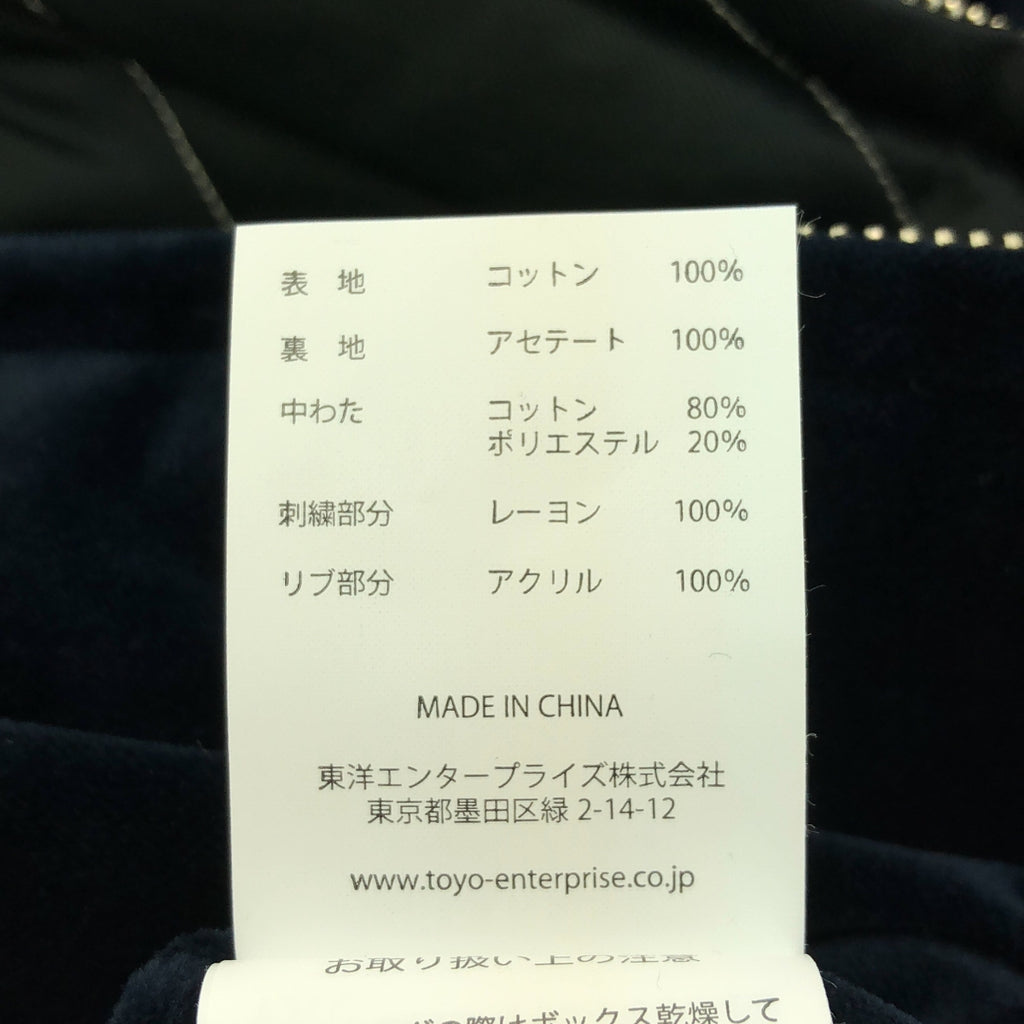 表 地 コットン 100%
裏 地 アセテート 100%
中わた コットン 80%
ポリエステル 20%
刺繍部分 レーヨン 100%
リブ部分 アクリル 100%
MADE IN CHINA
東洋エンタープライズ株式会社
東京都墨田区緑 2-14-12
www.toyo-enterprise.co.jp
お取り扱い上の注意
の際はボックス乾燥して